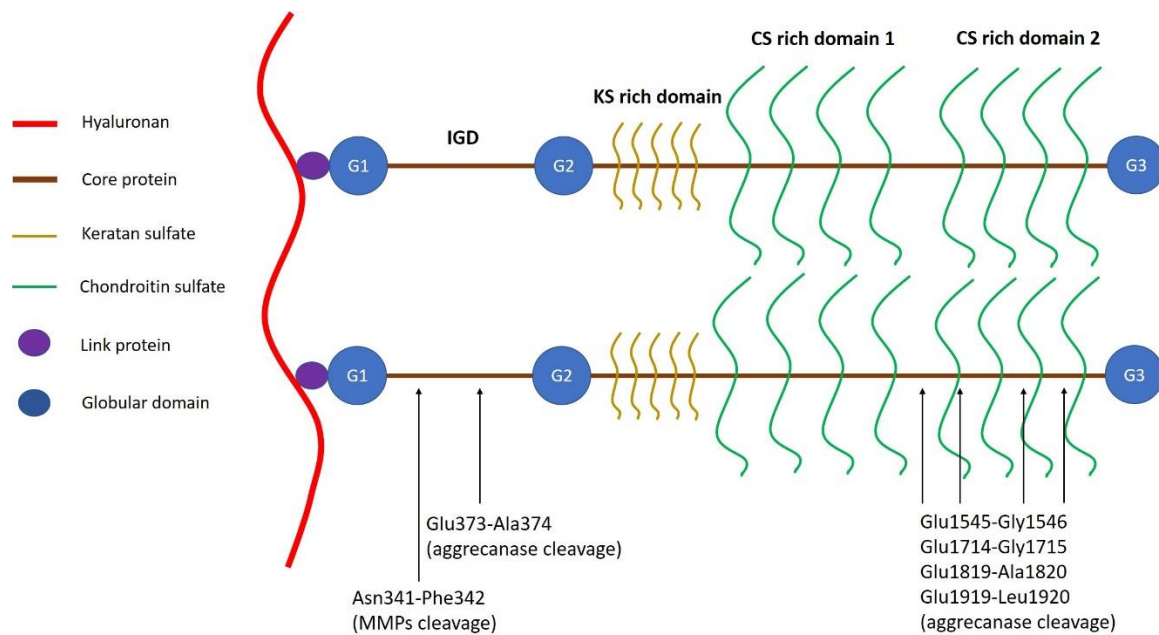 CS rich domain 1
CS rich domain 2
KS rich domain
IGD
Hyaluronan
Core protein
Keratan sulfate
Chondroitin sulfate
Link protein
Globular domain
G1
G2
G3
G1
G2
G3
Glu373-Ala374
(aggrecanase cleavage)
Asn341-Phe342
(MMPs cleavage)
Glu1545-Gly1546
Glu1714-Gly1715
Glu1819-Ala1820
Glu1919-Leu1920
(aggrecanase cleavage)